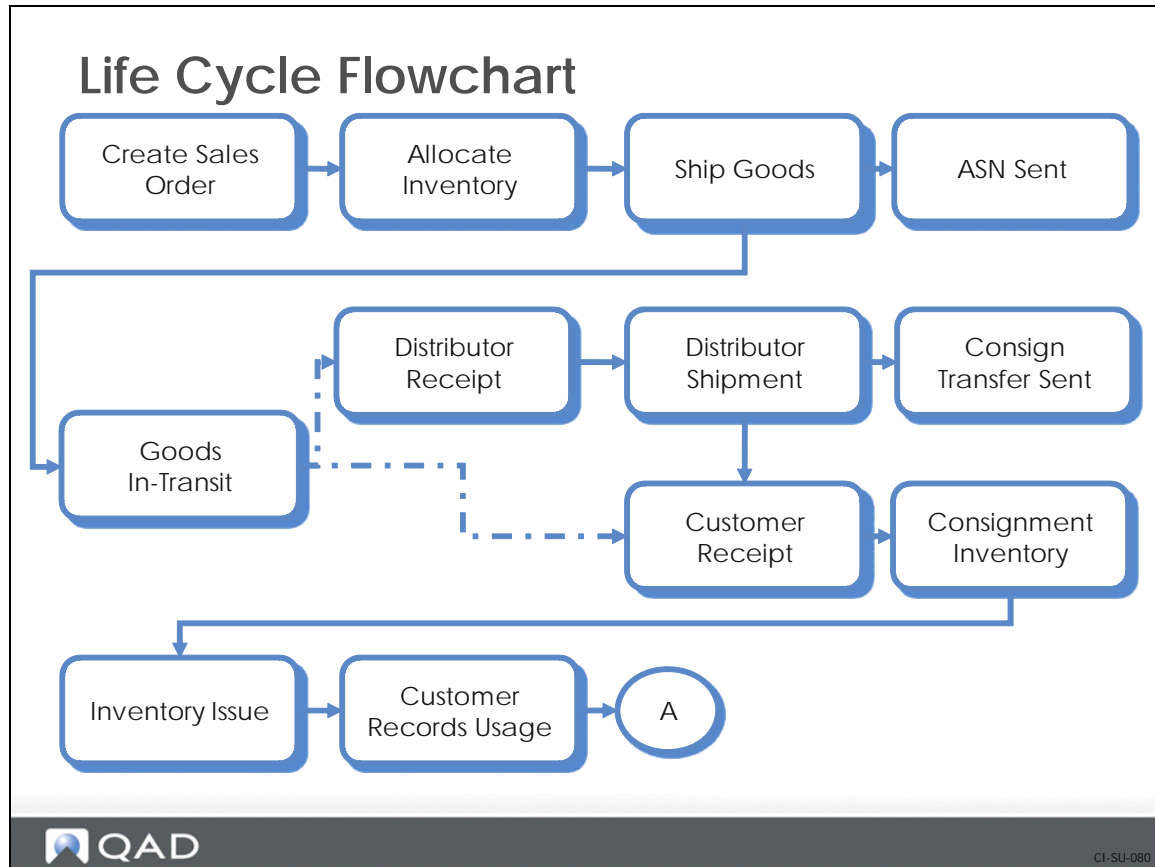 Life Cycle Flowchart
Create Sales
Order
Allocate
Inventory
Ship Goods
ASN Sent
Distributor
Receipt
Distributor
Shipment
Consign
Transfer Sent
Goods
In-Transit
Customer
Receipt
Consignment
Inventory
Inventory Issue
Customer
Records Usage
A
QAD
CI-SU-080